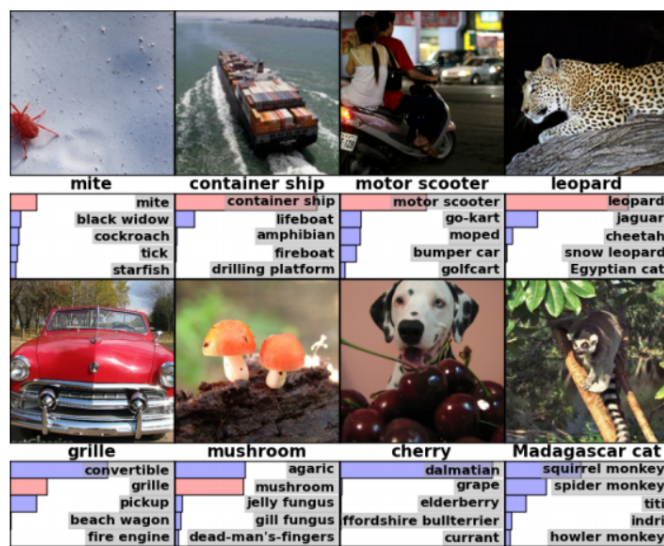 mite
container ship
motor scooter
leopard
mite
black widow
cockroach
tick
starfish
container ship
lifeboat
amphibian
fireboat
drilling platform
motor scooter
go-kart
moped
bumper car
golfcart
leopard
jaguar
cheetah
snow leopard
Egyptian cat
grille
mushroom
cherry
Madagascar cat
convertible
grille
pickup
beach wagon
fire engine
agaric
mushroom
jelly fungus
gill fungus
dead-man's-fingers
dalmatian
grape
elderberry
ffordshire bullterrier
currant
squirrel monkey
spider monkey
titi
indri
howler monkey